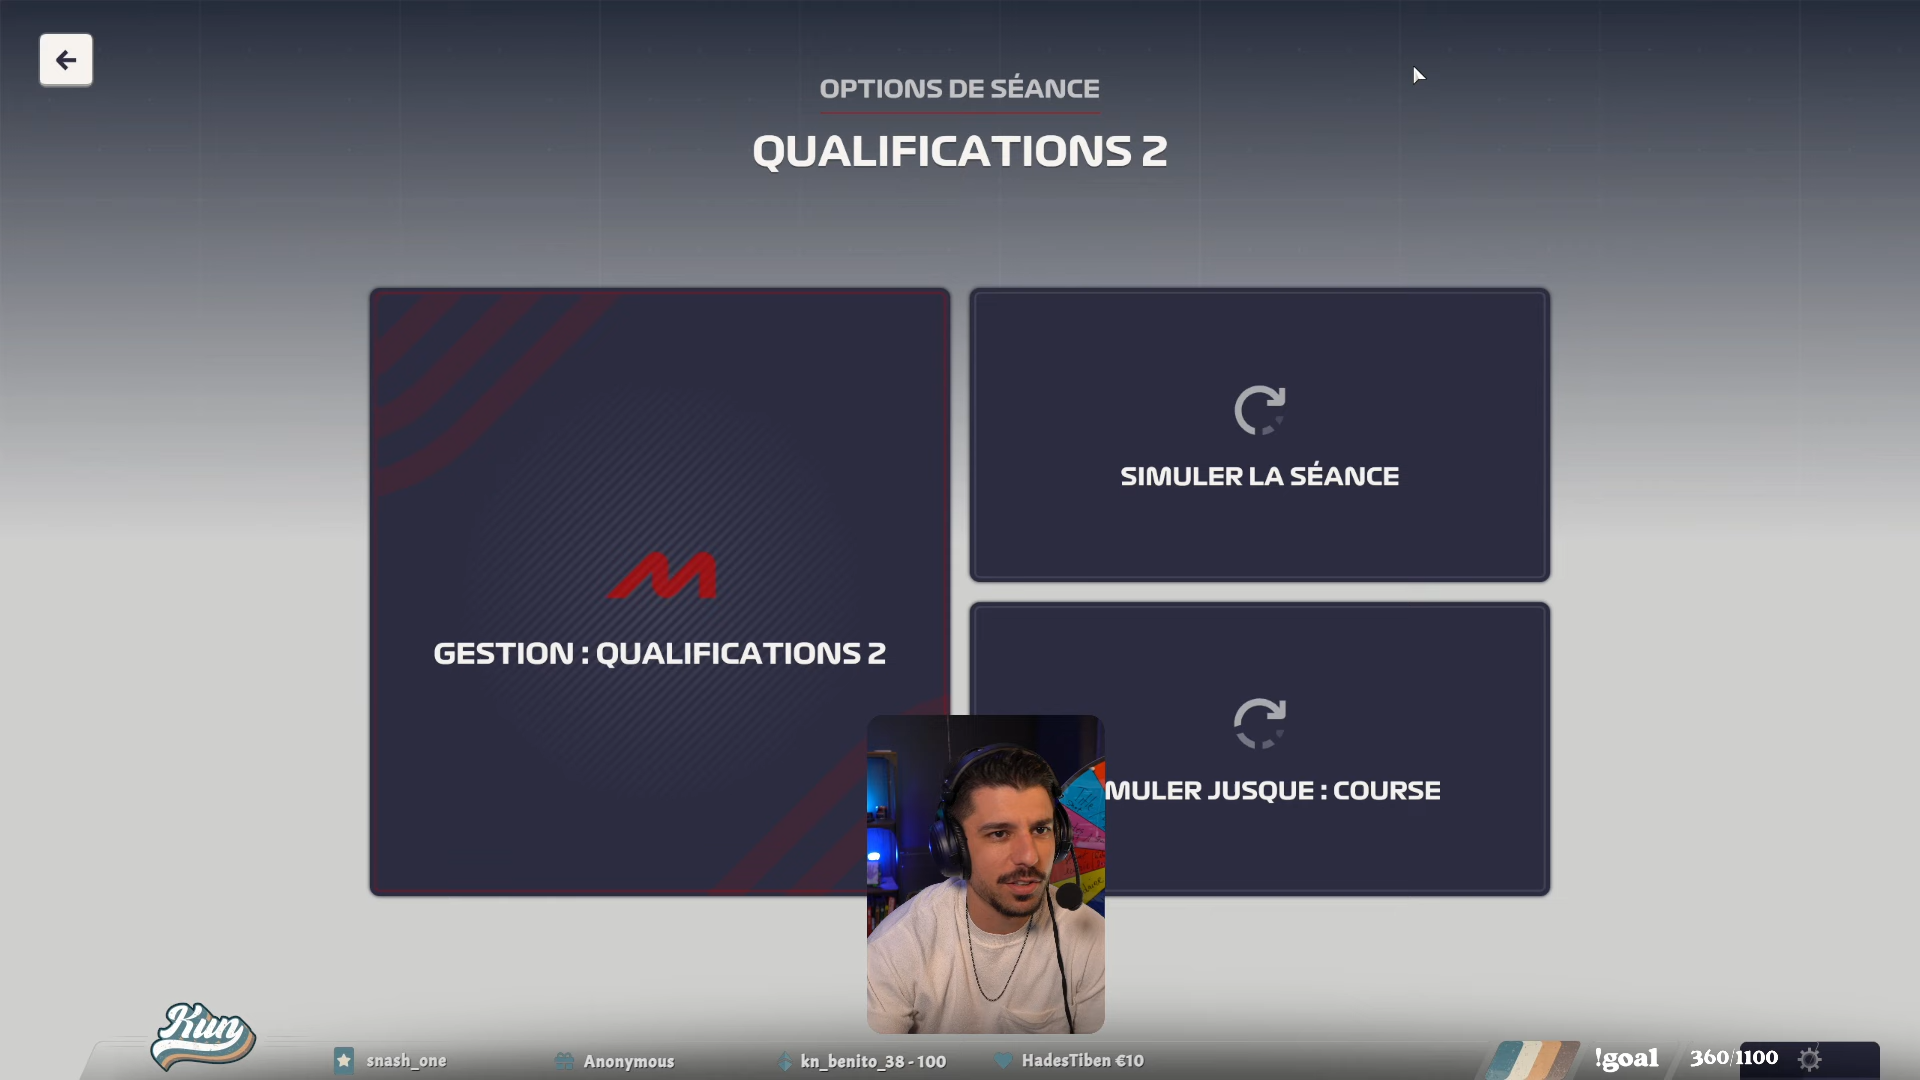 OPTIONS DE SÉANCE
QUALIFICATIONS 2
GESTION : QUALIFICATIONS 2
SIMULER LA SÉANCE
MULER JUSQUE : COURSE
Kun
snash_one
Anonymous
kn_benito_38 - 100
HadesTiben €10
!goal
360/1100